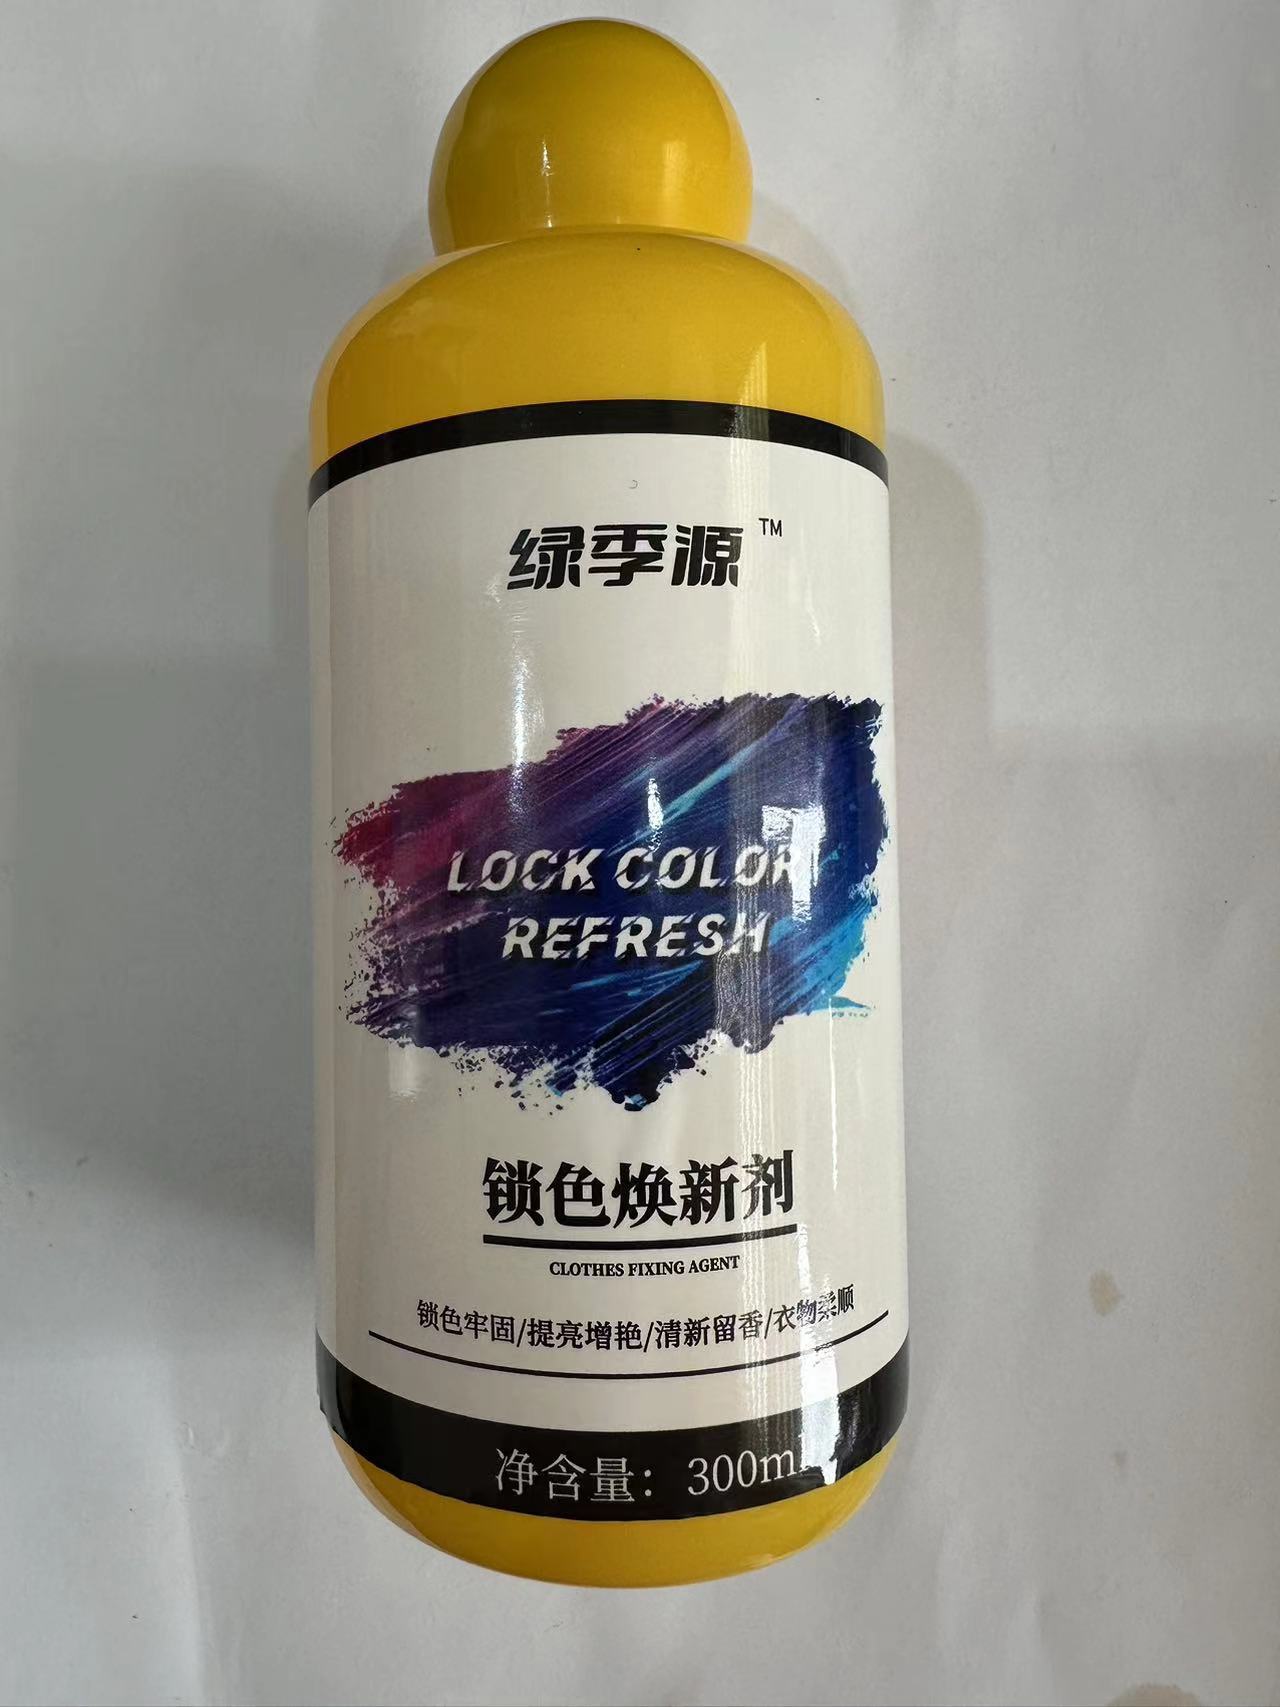 绿季源™
LOCK COLOR
REFRESH
锁色焕新剂
CLOTHES FIXING AGENT
锁色牢固/提亮增艳/清新留香/衣物柔顺
净含量：300ml